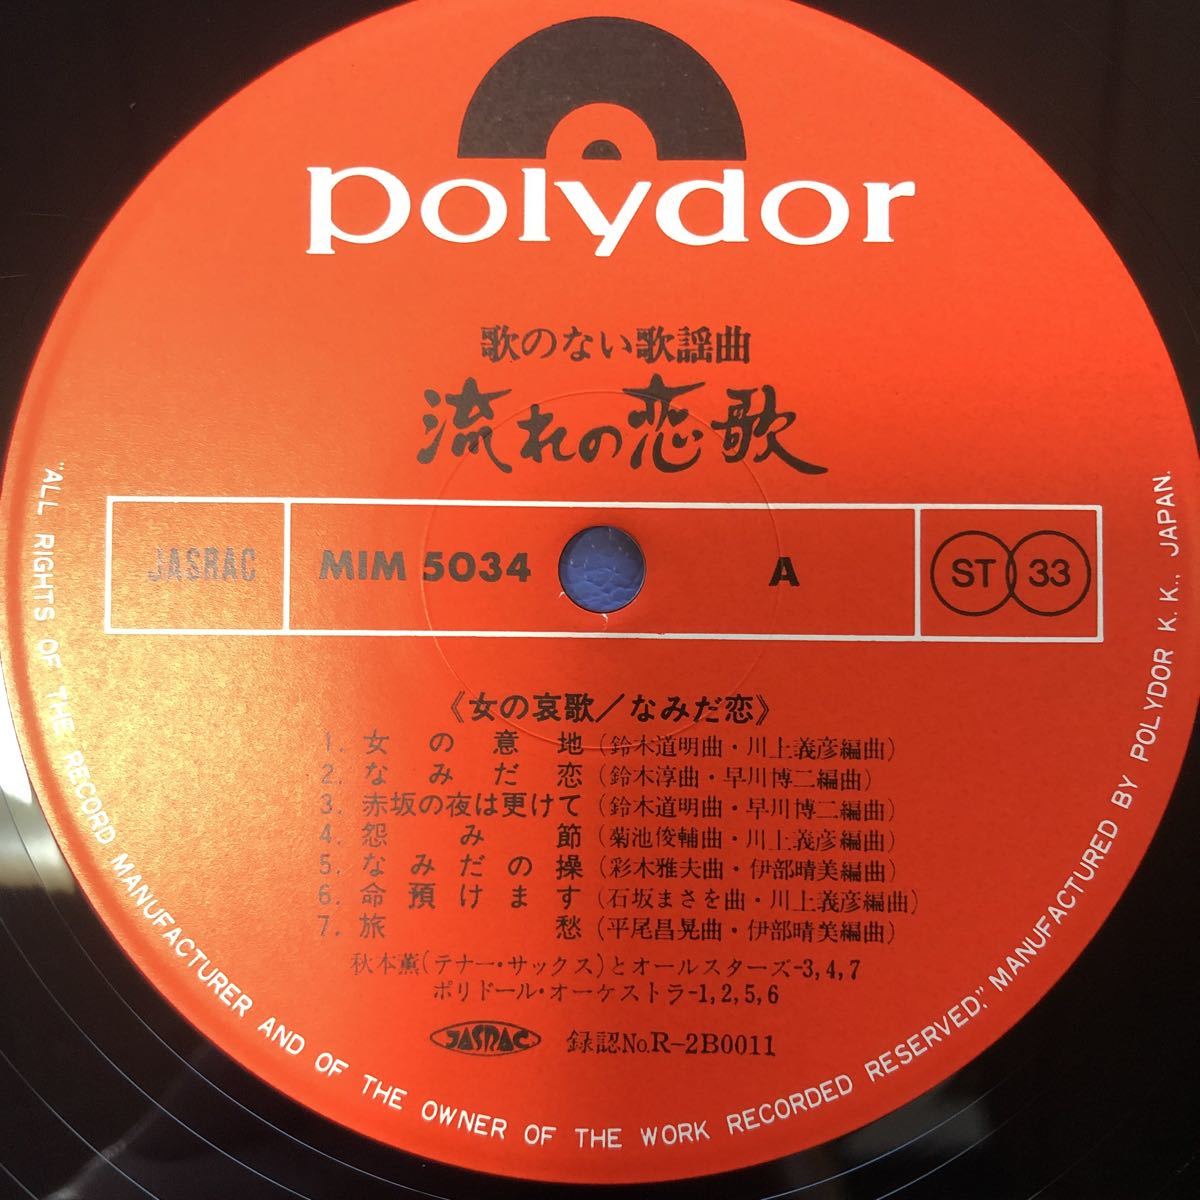 polydor
歌のない歌謡曲
流れの恋歌
JASRAC MIM 5034 A ST 33
《女の哀歌／なみだ恋》
1. 女の意地 (鈴木道明曲・川上義彦編曲)
2. なみだ恋 (鈴木淳曲・早川博二編曲)
3. 赤坂の夜は更けて (鈴木道明曲・早川博二編曲)
4. 怨み節 (菊池俊輔曲・川上義彦編曲)
5. なみだの操 (彩木雅夫曲・伊部晴美編曲)
6. 命預けます (石坂まさを曲・川上義彦編曲)
7. 旅愁 (平尾昌晃曲・伊部晴美編曲)
秋本薫(テナー・サックス)とオールスターズ-3, 4, 7
ポリドール・オーケストラ-1, 2, 5, 6
JASRAC 録認No.R-2B0011
"ALL RIGHTS OF THE RECORD MANUFACTURER AND OF THE OWNER OF THE WORK RECORDED RESERVED." MANUFACTURED BY POLYDOR K. K., JAPAN.